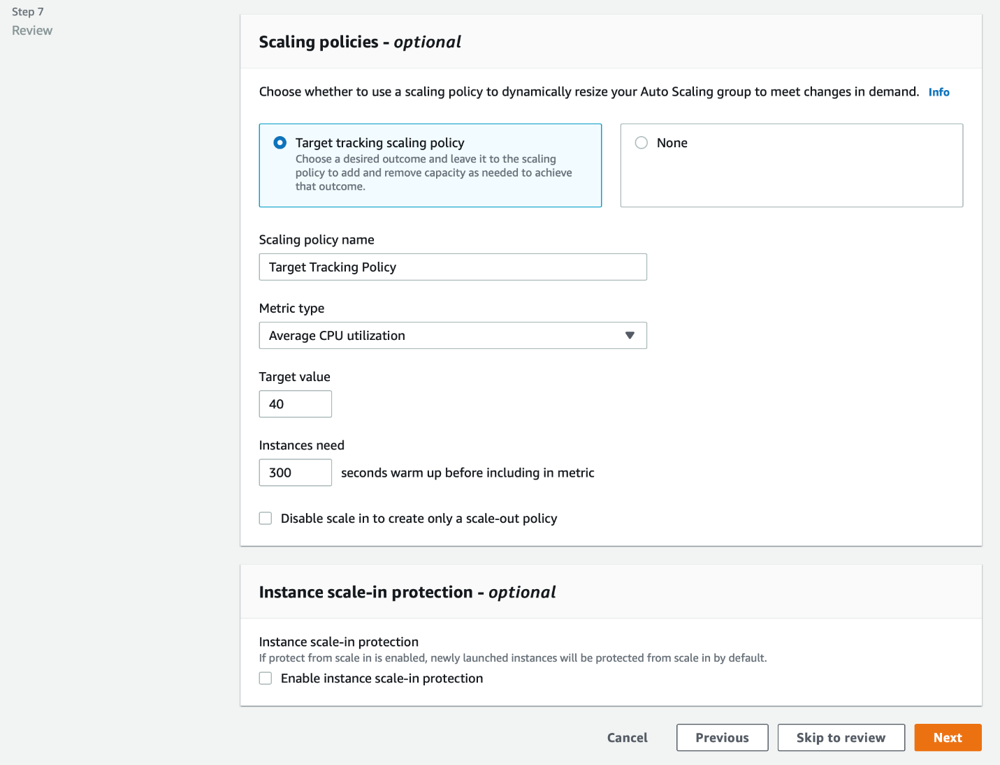 Step 7
Review
Scaling policies - optional
Choose whether to use a scaling policy to dynamically resize your Auto Scaling group to meet changes in demand. Info
Target tracking scaling policy
Choose a desired outcome and leave it to the scaling
policy to add and remove capacity as needed to achieve
that outcome.
None
Scaling policy name
Target Tracking Policy
Metric type
Average CPU utilization
Target value
40
Instances need
300 seconds warm up before including in metric
Disable scale in to create only a scale-out policy
Instance scale-in protection - optional
Instance scale-in protection
If protect from scale in is enabled, newly launched instances will be protected from scale in by default.
Enable instance scale-in protection
Cancel Previous Skip to review Next